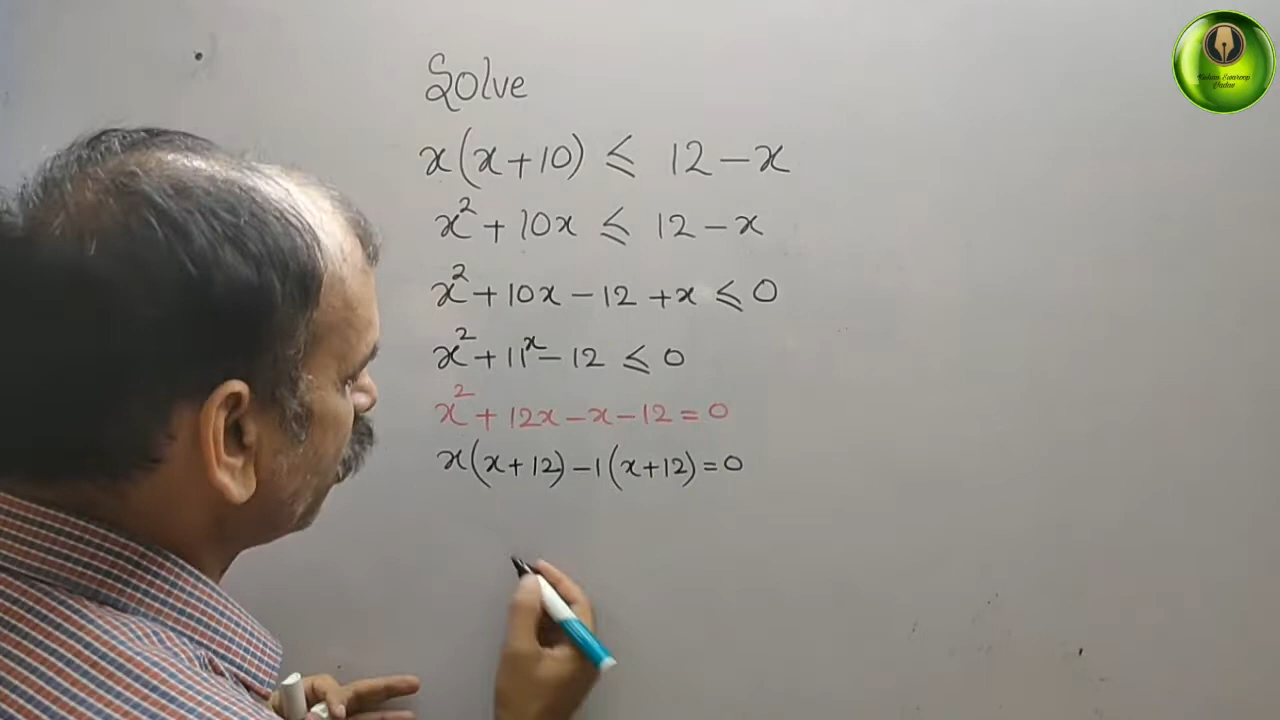 Solve
x(x+10) ⩽ 12-x
x²+10x ⩽ 12-x
x²+10x-12+x ⩽ 0
x²+11x-12 ⩽ 0
x²+12x-x-12=0
x(x+12)-1(x+12)=0